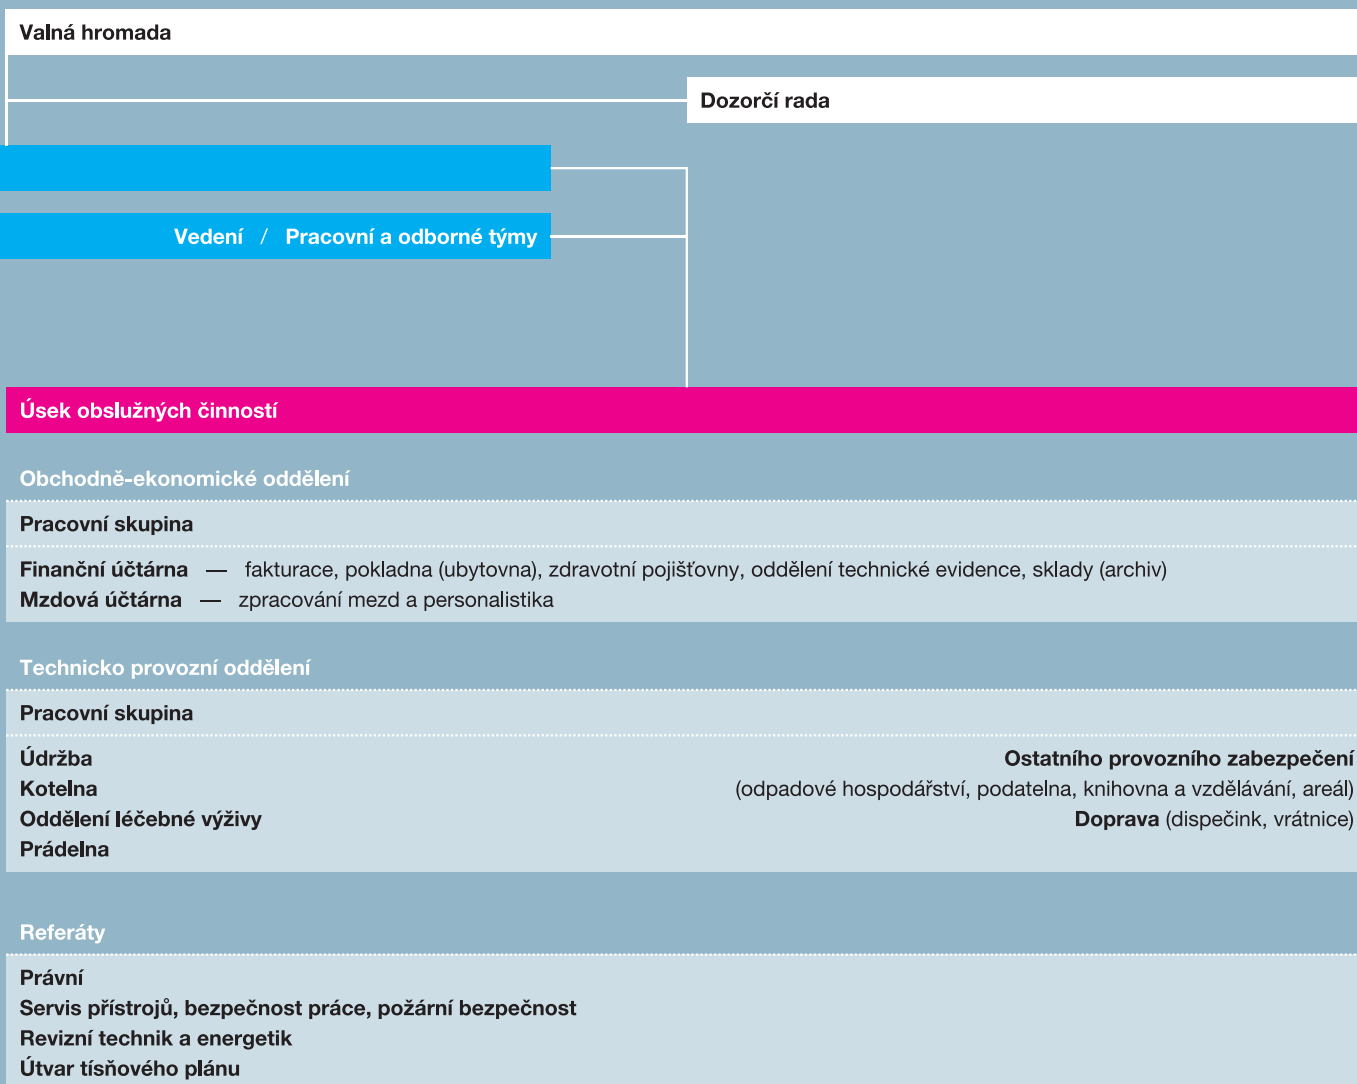 Valná hromada
Dozorčí rada
Vedení / Pracovní a odborné týmy
Úsek obslužných činností
Obchodně-ekonomické oddělení
Pracovní skupina
Finanční účtárna — fakturace, pokladna (ubytovna), zdravotní pojišťovny, oddělení technické evidence, sklady (archiv)
Mzdová účtárna — zpracování mezd a personalistika
Technicko provozní oddělení
Pracovní skupina
Údržba
Kotelna
Oddělení léčebné výživy
Prádelna
Ostatního provozního zabezpečení
(odpadové hospodářství, podatelna, knihovna a vzdělávání, areál)
Doprava (dispečink, vrátnice)
Referáty
Právní
Servis přístrojů, bezpečnost práce, požární bezpečnost
Revizní technik a energetik
Útvar tísňového plánu